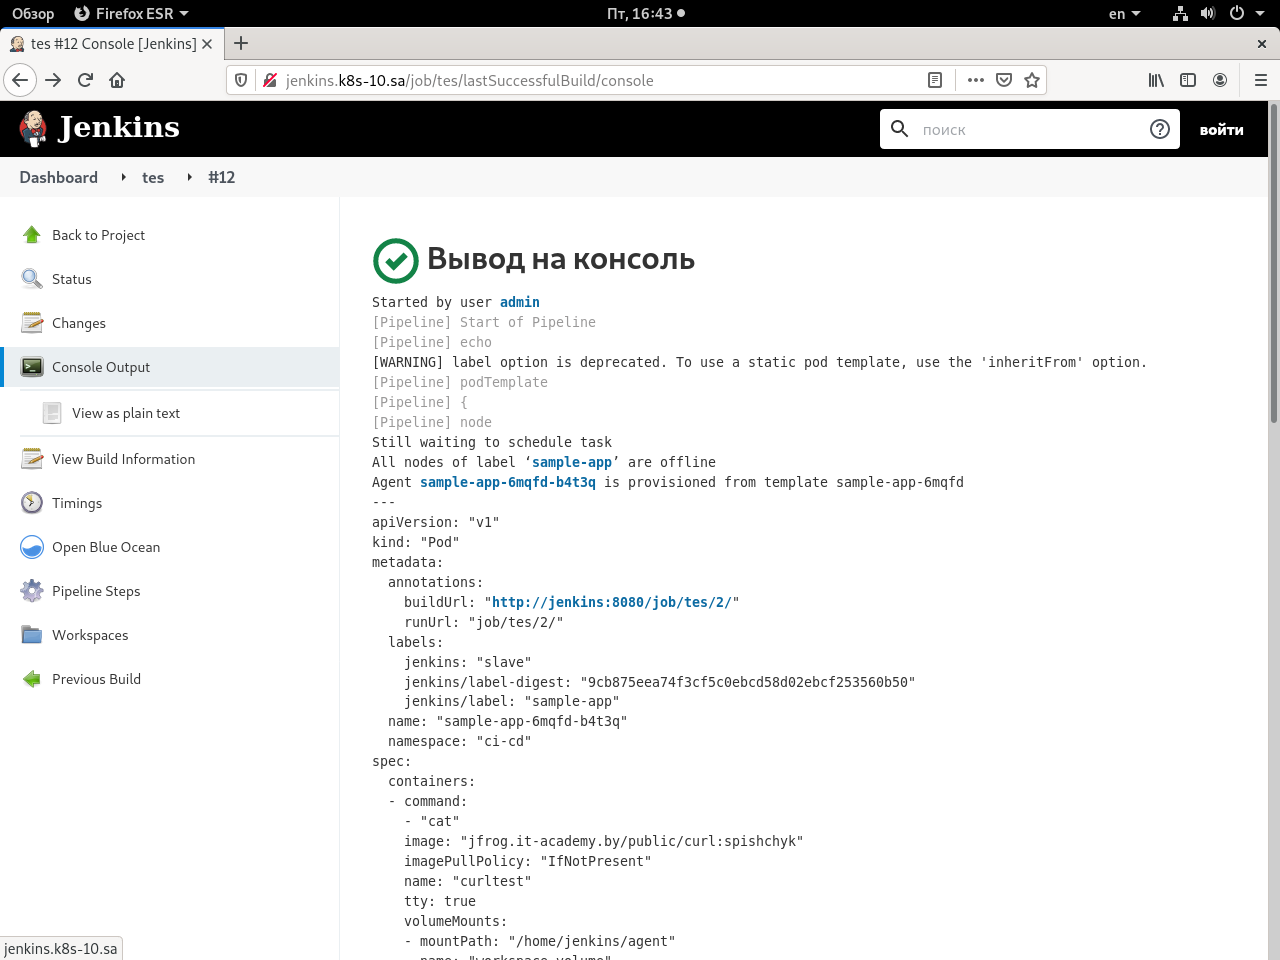 Обзор Firefox ESR Пт, 16:43 en
tes #12 Console [Jenkins]
jenkins.k8s-10.sa/job/tes/lastSuccessfulBuild/console
Jenkins поиск войти
Dashboard tes #12
Back to Project
Status
Changes
Console Output
View as plain text
View Build Information
Timings
Open Blue Ocean
Pipeline Steps
Workspaces
Previous Build
Вывод на консоль
Started by user admin
[Pipeline] Start of Pipeline
[Pipeline] echo
[WARNING] label option is deprecated. To use a static pod template, use the 'inheritFrom' option.
[Pipeline] podTemplate
[Pipeline] {
[Pipeline] node
Still waiting to schedule task
All nodes of label ‘sample-app’ are offline
Agent sample-app-6mqfd-b4t3q is provisioned from template sample-app-6mqfd
---
apiVersion: "v1"
kind: "Pod"
metadata:
  annotations:
    buildUrl: "http://jenkins:8080/job/tes/2/"
    runUrl: "job/tes/2/"
  labels:
    jenkins: "slave"
    jenkins/label-digest: "9cb875eea74f3cf5c0ebcd58d02ebcf253560b50"
    jenkins/label: "sample-app"
  name: "sample-app-6mqfd-b4t3q"
  namespace: "ci-cd"
spec:
  containers:
  - command:
    - "cat"
    image: "jfrog.it-academy.by/public/curl:spishchyk"
    imagePullPolicy: "IfNotPresent"
    name: "curltest"
    tty: true
    volumeMounts:
    - mountPath: "/home/jenkins/agent"
      name: "workspace-volume"
jenkins.k8s-10.sa